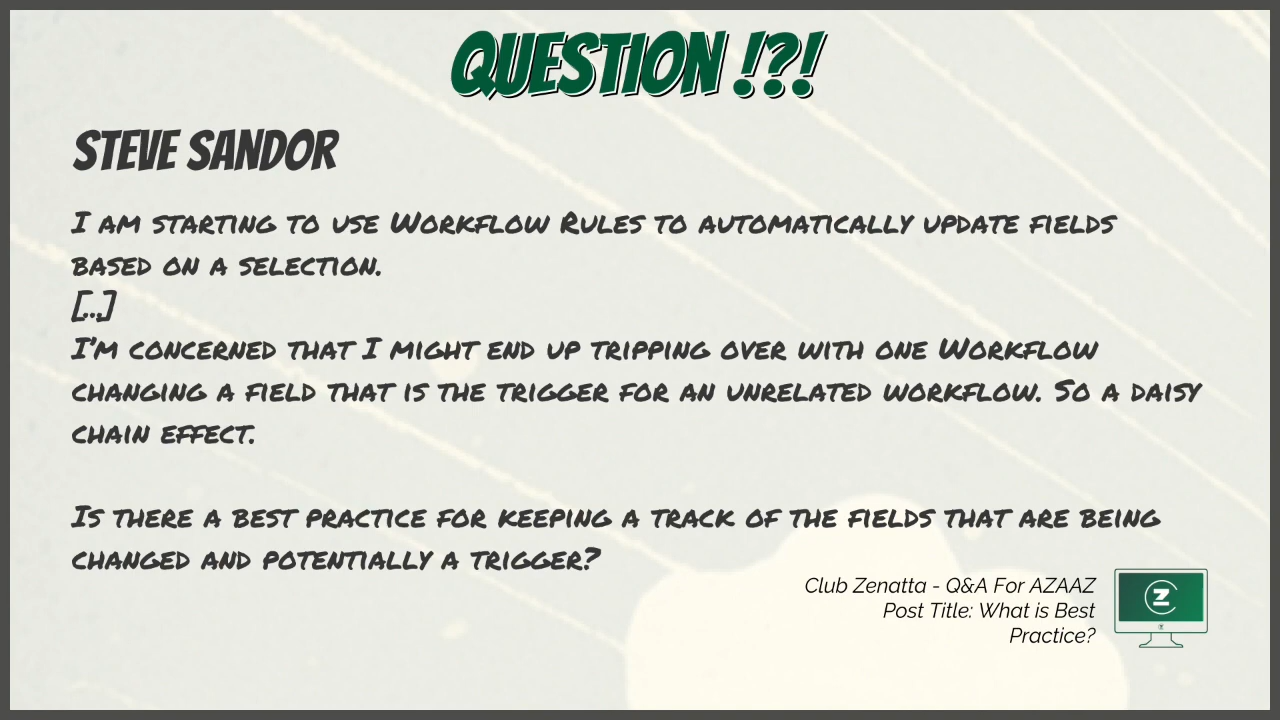 QUESTION !?!
STEVE SANDOR
I AM STARTING TO USE WORKFLOW RULES TO AUTOMATICALLY UPDATE FIELDS
BASED ON A SELECTION.
[...]
I'M CONCERNED THAT I MIGHT END UP TRIPPING OVER WITH ONE WORKFLOW
CHANGING A FIELD THAT IS THE TRIGGER FOR AN UNRELATED WORKFLOW. SO A DAISY
CHAIN EFFECT.
IS THERE A BEST PRACTICE FOR KEEPING A TRACK OF THE FIELDS THAT ARE BEING
CHANGED AND POTENTIALLY A TRIGGER?
Club Zenatta - Q&A For AZAAZ
Post Title: What is Best
Practice?
Z